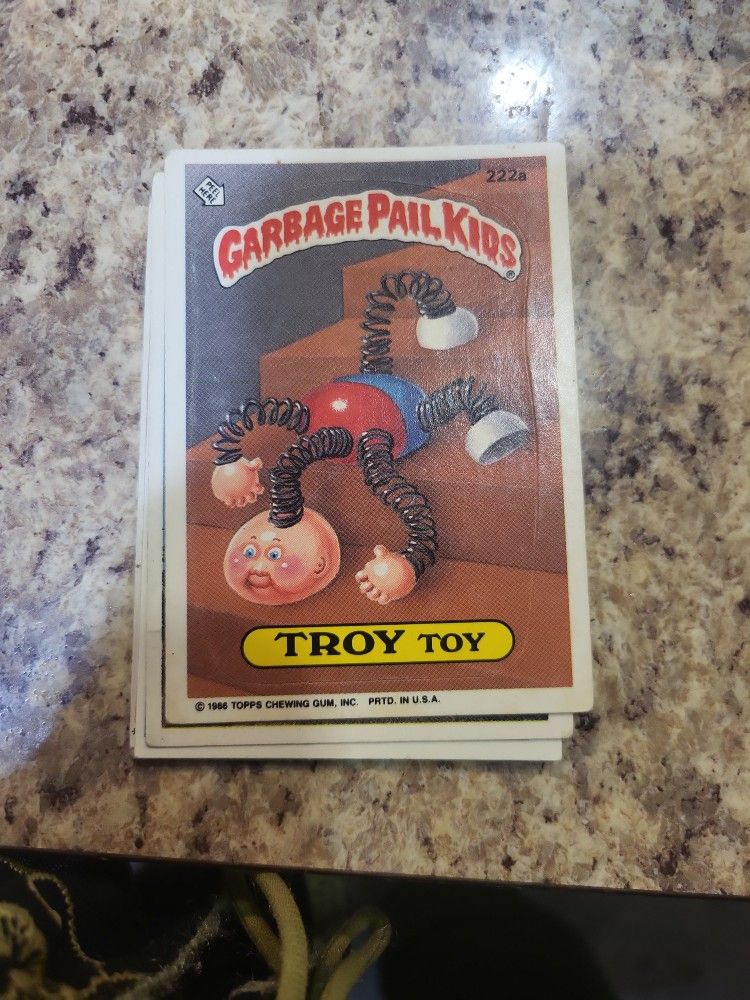 PEEL HERE
222a
GARBAGE PAIL KIDS®
TROY TOY
© 1986 TOPPS CHEWING GUM, INC. PRTD. IN U.S.A.